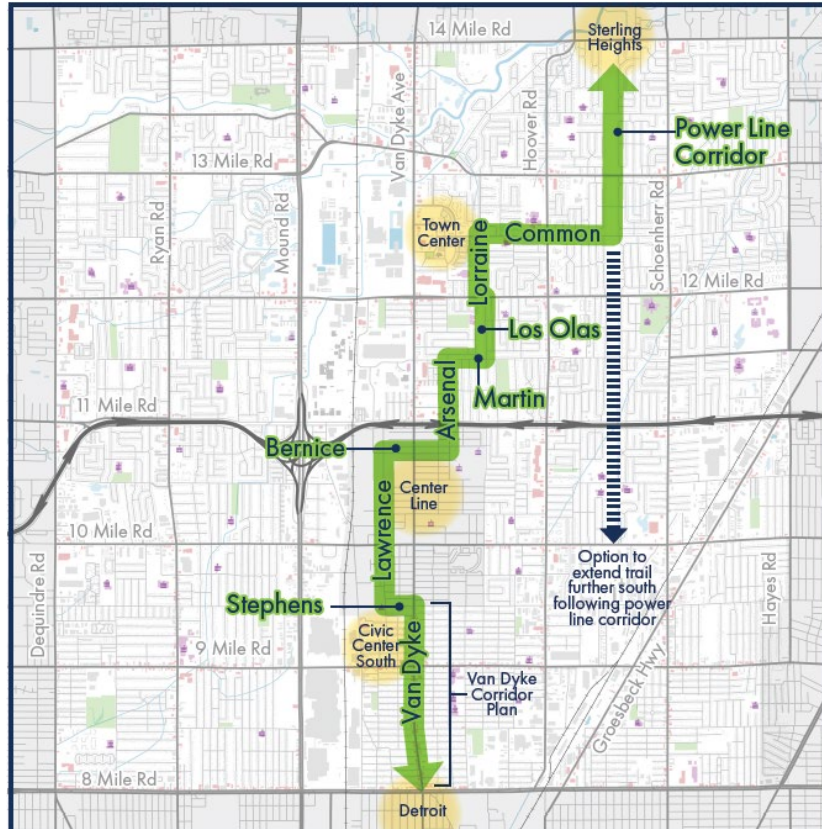 14 Mile Rd
Sterling
Heights
Van Dyke Ave
Hoover Rd
Power Line
Corridor
13 Mile Rd
Ryan Rd
Mound Rd
Town
Center
Lorraine
Common
Schoenherr Rd
12 Mile Rd
Los Olas
Martin
Arsenal
11 Mile Rd
Bernice
Center
Line
Lawrence
10 Mile Rd
Option to
extend trail
further south
following power
line corridor
Dequindre Rd
Stephens
Hayes Rd
Civic
Center
South
9 Mile Rd
Van Dyke
Van Dyke
Corridor
Plan
Groesbeck Hwy
8 Mile Rd
Detroit